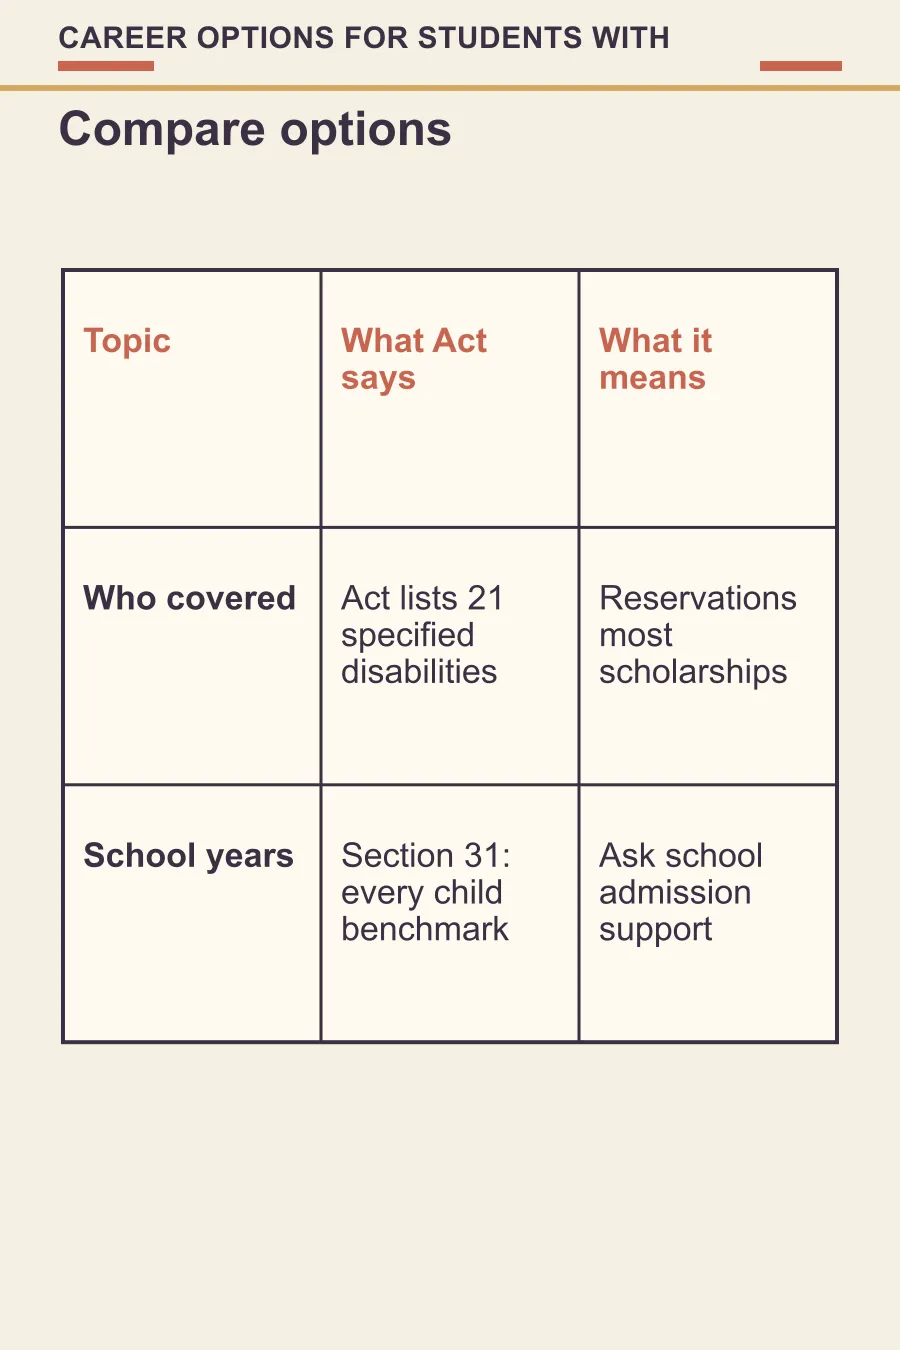 CAREER OPTIONS FOR STUDENTS WITH
Compare options
Topic
What Act
says
What it
means
Who covered
Act lists 21
specified
disabilities
Reservations
most
scholarships
School years
Section 31:
every child
benchmark
Ask school
admission
support